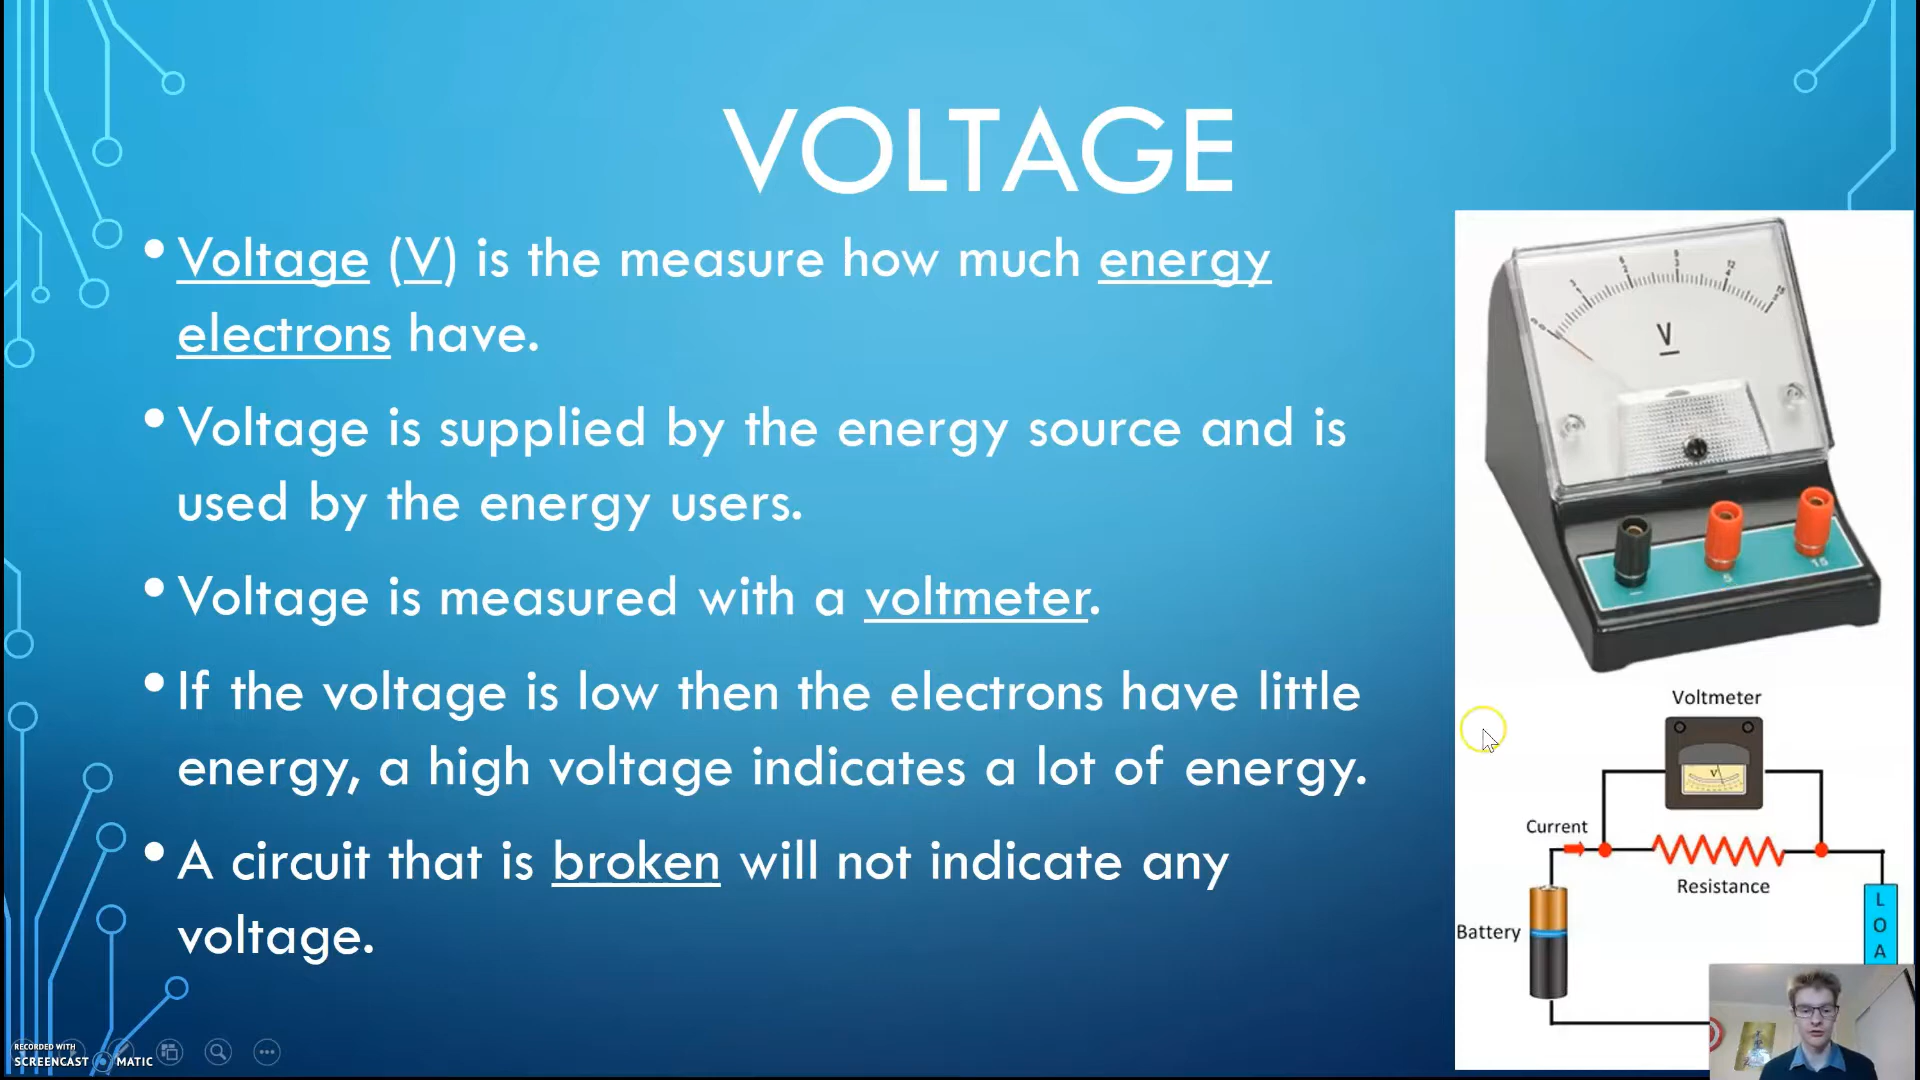 VOLTAGE
• Voltage (V) is the measure how much energy
electrons have.
• Voltage is supplied by the energy source and is
used by the energy users.
• Voltage is measured with a voltmeter.
• If the voltage is low then the electrons have little
energy, a high voltage indicates a lot of energy.
• A circuit that is broken will not indicate any
voltage.
V
5
15
Voltmeter
V
Current
Resistance
Battery
L
O
A
RECORDED WITH
SCREENCAST MATIC